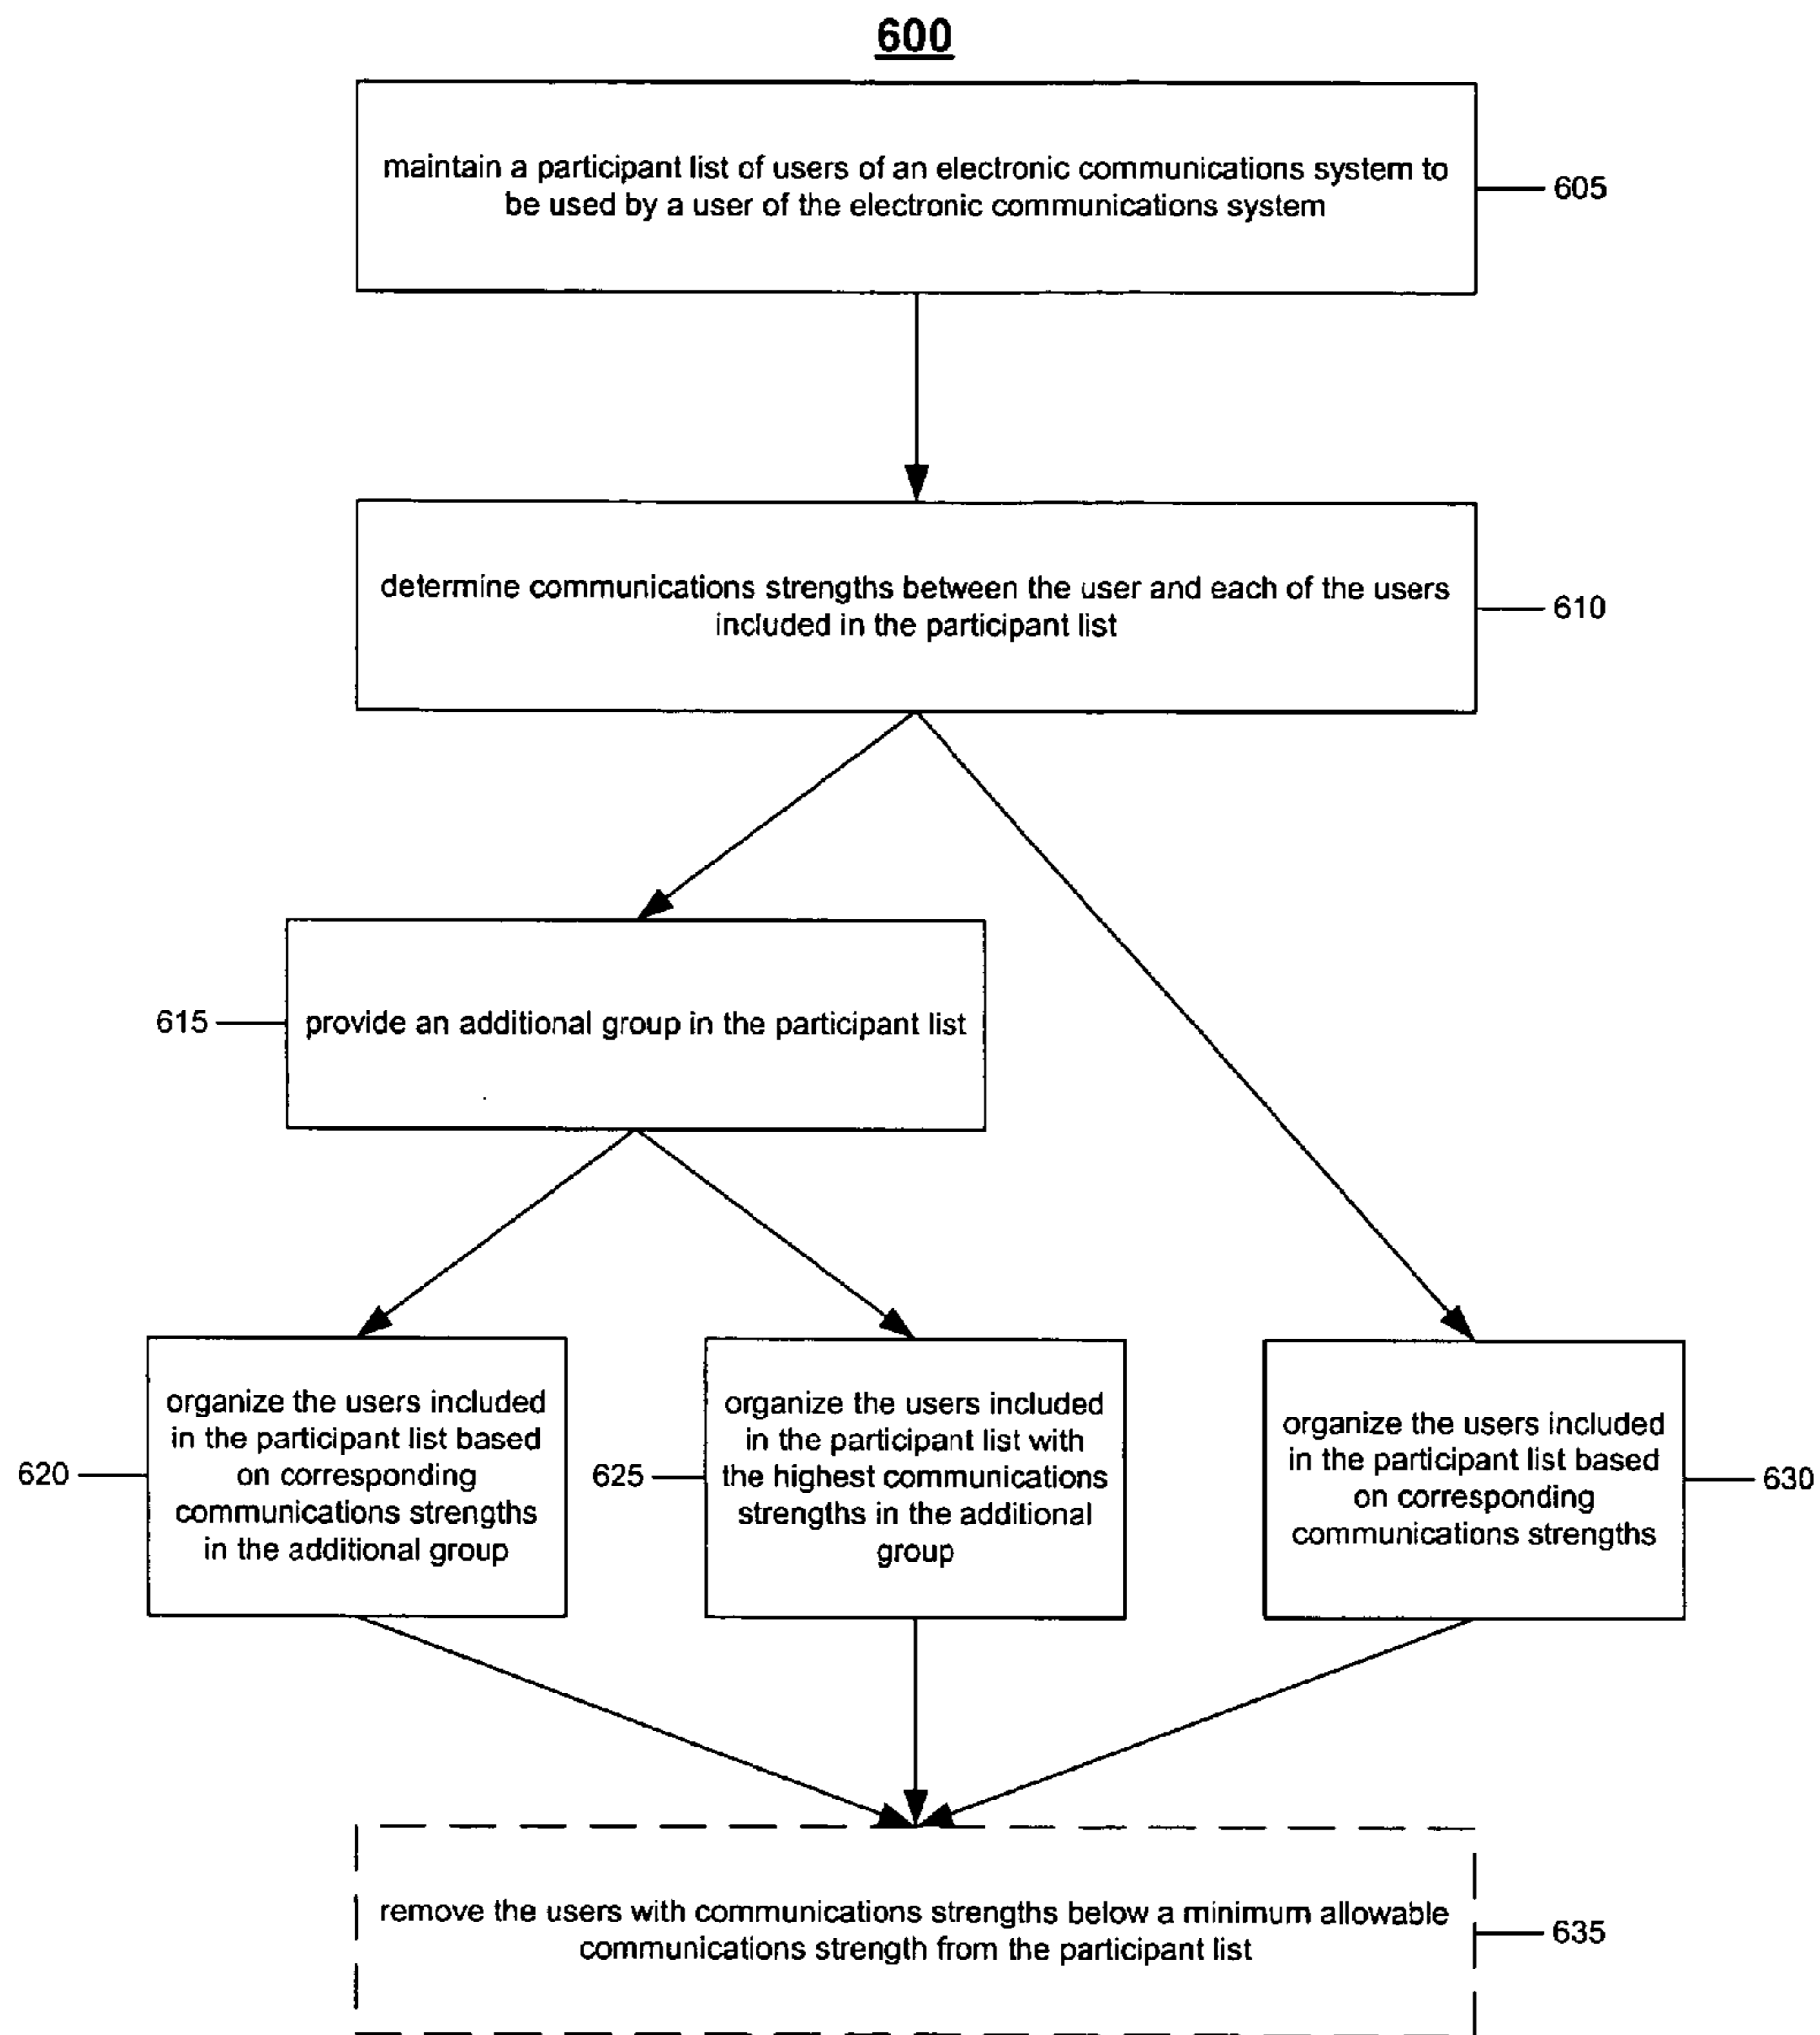 600
maintain a participant list of users of an electronic communications system to
be used by a user of the electronic communications system
605
determine communications strengths between the user and each of the users
included in the participant list
610
615
provide an additional group in the participant list
620
organize the users included
in the participant list based
on corresponding
communications strengths
in the additional group
625
organize the users included
in the participant list with
the highest communications
strengths in the additional
group
organize the users included
in the participant list based
on corresponding
communications strengths
630
remove the users with communications strengths below a minimum allowable
communications strength from the participant list
635